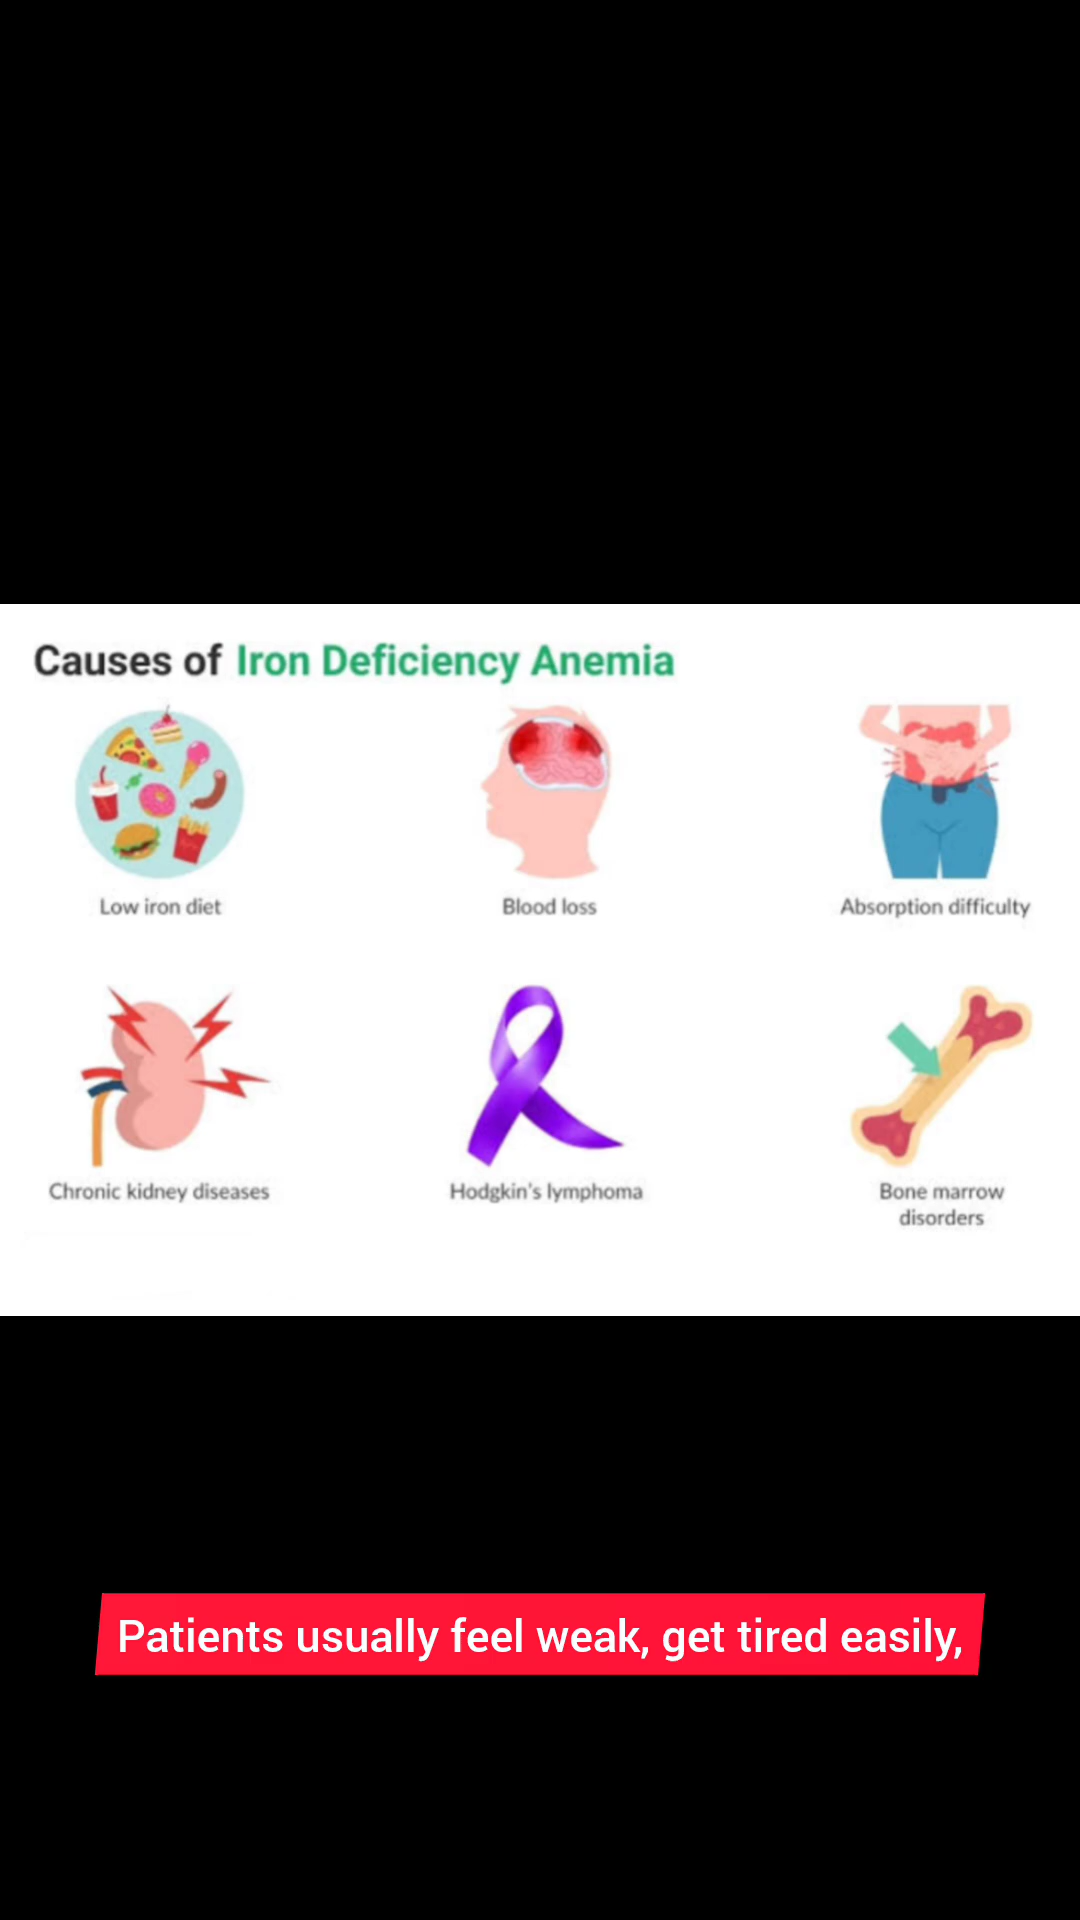 Causes of Iron Deficiency Anemia
Low iron diet
Blood loss
Absorption difficulty
Chronic kidney diseases
Hodgkin's lymphoma
Bone marrow
disorders
Patients usually feel weak, get tired easily,